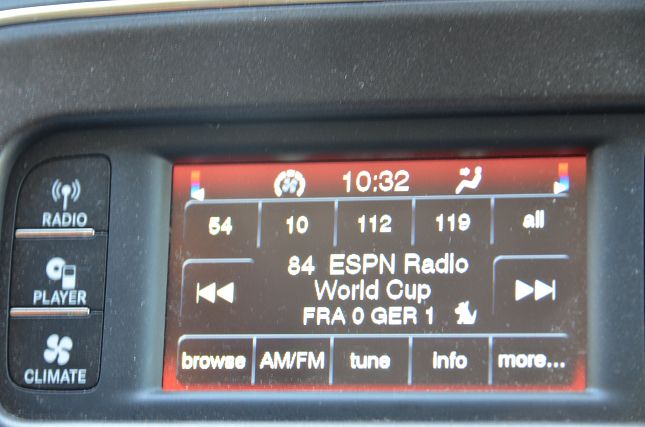 RADIO
PLAYER
CLIMATE
10:32
54 10 112 119 all
84 ESPN Radio
World Cup
FRA 0 GER 1
browse AM/FM tune info more...